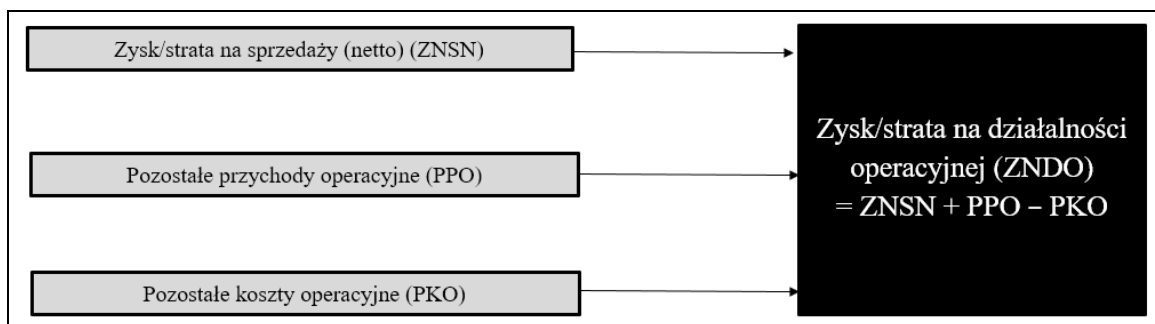 Zysk/strata na sprzedaży (netto) (ZNSN)
Pozostałe przychody operacyjne (PPO)
Pozostałe koszty operacyjne (PKO)
Zysk/strata na działalności
operacyjnej (ZNDO)
= ZNSN + PPO – PKO